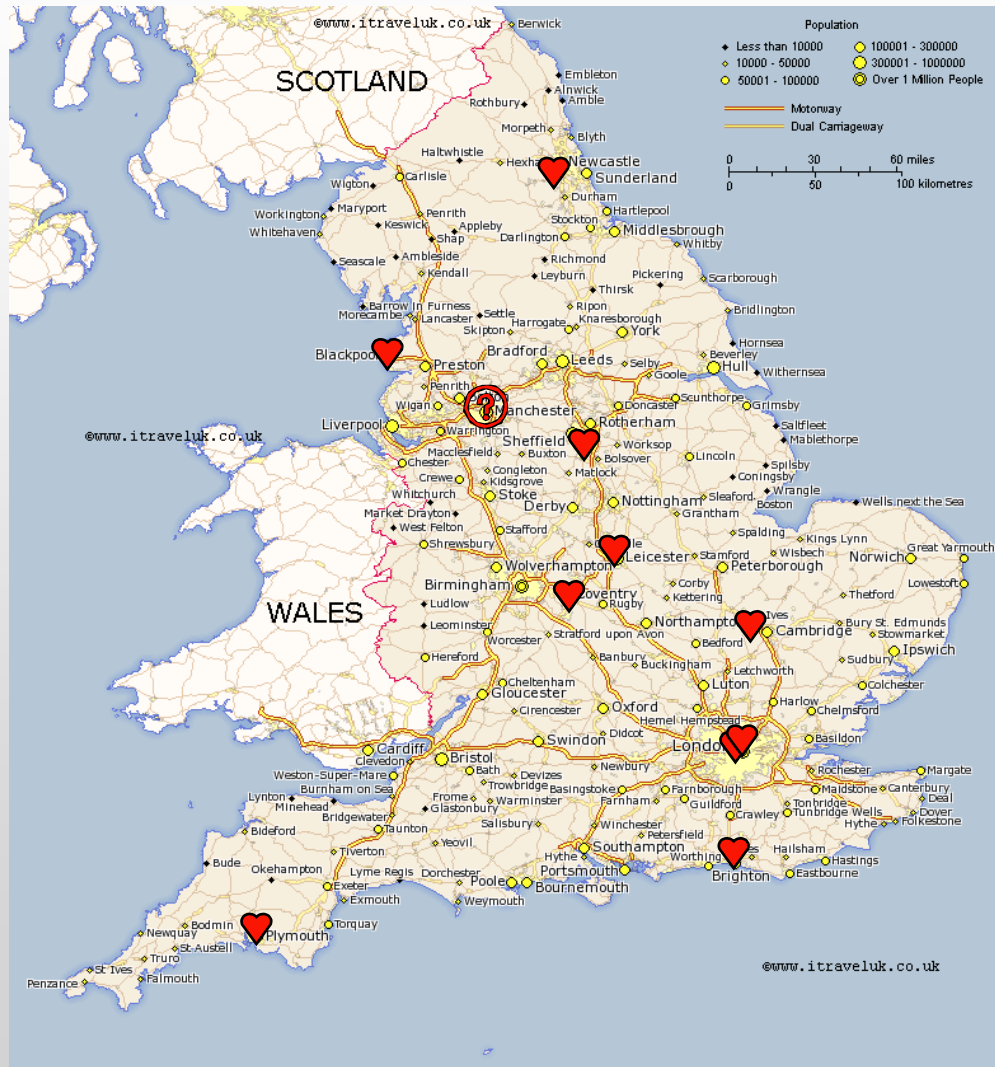 ©www.itraveluk.co.uk
Berwick
Population
Less than 10000
100001 - 300000
10000 - 50000
300001 - 1000000
50001 - 100000
Over 1 Million People
Motorway
Dual Carriageway
0 30 60 miles
0 50 100 kilometres
SCOTLAND
Embleton
Alnwick
Amble
Rothbury
Morpeth
Blyth
Haltwhistle
Newcastle
Sunderland
Carlisle
Wigton
Durham
Hartlepool
Maryport
Workington
Penrith
Keswick
Appleby
Stockton
Whitehaven
Shap
Darlington
Middlesbrough
Whitby
Ambleside
Seascale
Richmond
Kendall
Leyburn
Pickering
Scarborough
Thirsk
Barrow In Furness
Morecambe
Lancaster
Settle
Ripon
Bridlington
Harrogate
Knaresborough
Skipton
York
Hornsea
Preston
Bradford
Leeds
Selby
Beverley
Hull
Goole
Withernsea
Penrith
Wigan
Manchester
Doncaster
Scunthorpe
Grimsby
Liverpool
Warrington
Rotherham
Saltfleet
Mablethorpe
©www.itraveluk.co.uk
Sheffield
Macclesfield
Buxton
Worksop
Bolsover
Lincoln
Chester
Congleton
Matlock
Spilsby
Coningsby
Crewe
Kidsgrove
Whitchurch
Stoke
Nottingham
Sleaford
Wrangle
Boston
Wells next the Sea
Market Drayton
Derby
Grantham
West Felton
Stafford
Spalding
Kings Lynn
Shrewsbury
Leicester
Stamford
Wisbech
Norwich
Great Yarmouth
Wolverhampton
Peterborough
Birmingham
Corby
Kettering
Thetford
Lowestoft
WALES
Ludlow
Rugby
Leominster
Northampton
Cambridge
Bury St. Edmunds
Stowmarket
Worcester
Stratford upon Avon
Bedford
Ipswich
Hereford
Banbury
Buckingham
Letchworth
Sudbury
Cheltenham
Luton
Colchester
Gloucester
Cirencester
Oxford
Hemel Hempstead
Harlow
Chelmsford
Didcot
Swindon
Basildon
Cardiff
Clevedon
Bristol
Newbury
Rochester
Margate
Weston-Super-Mare
Bath
Devizes
Trowbridge
Basingstoke
Farnborough
Maidstone
Canterbury
Burnham on Sea
Lynton
Minehead
Frome
Warminster
Farnham
Guildford
Tonbridge
Deal
Glastonbury
Bridgewater
Salisbury
Winchester
Crawley
Tunbridge Wells
Dover
Hythe
Folkestone
Bideford
Taunton
Petersfield
Yeovil
Southampton
Tiverton
Hythe
Worthing
Hailsham
Hastings
Bude
Okehampton
Lyme Regis
Dorchester
Portsmouth
Brighton
Eastbourne
Exeter
Poole
Bournemouth
Exmouth
Weymouth
Bodmin
Torquay
Newquay
Plymouth
St Austell
Truro
St Ives
Falmouth
Penzance
©www.itraveluk.co.uk